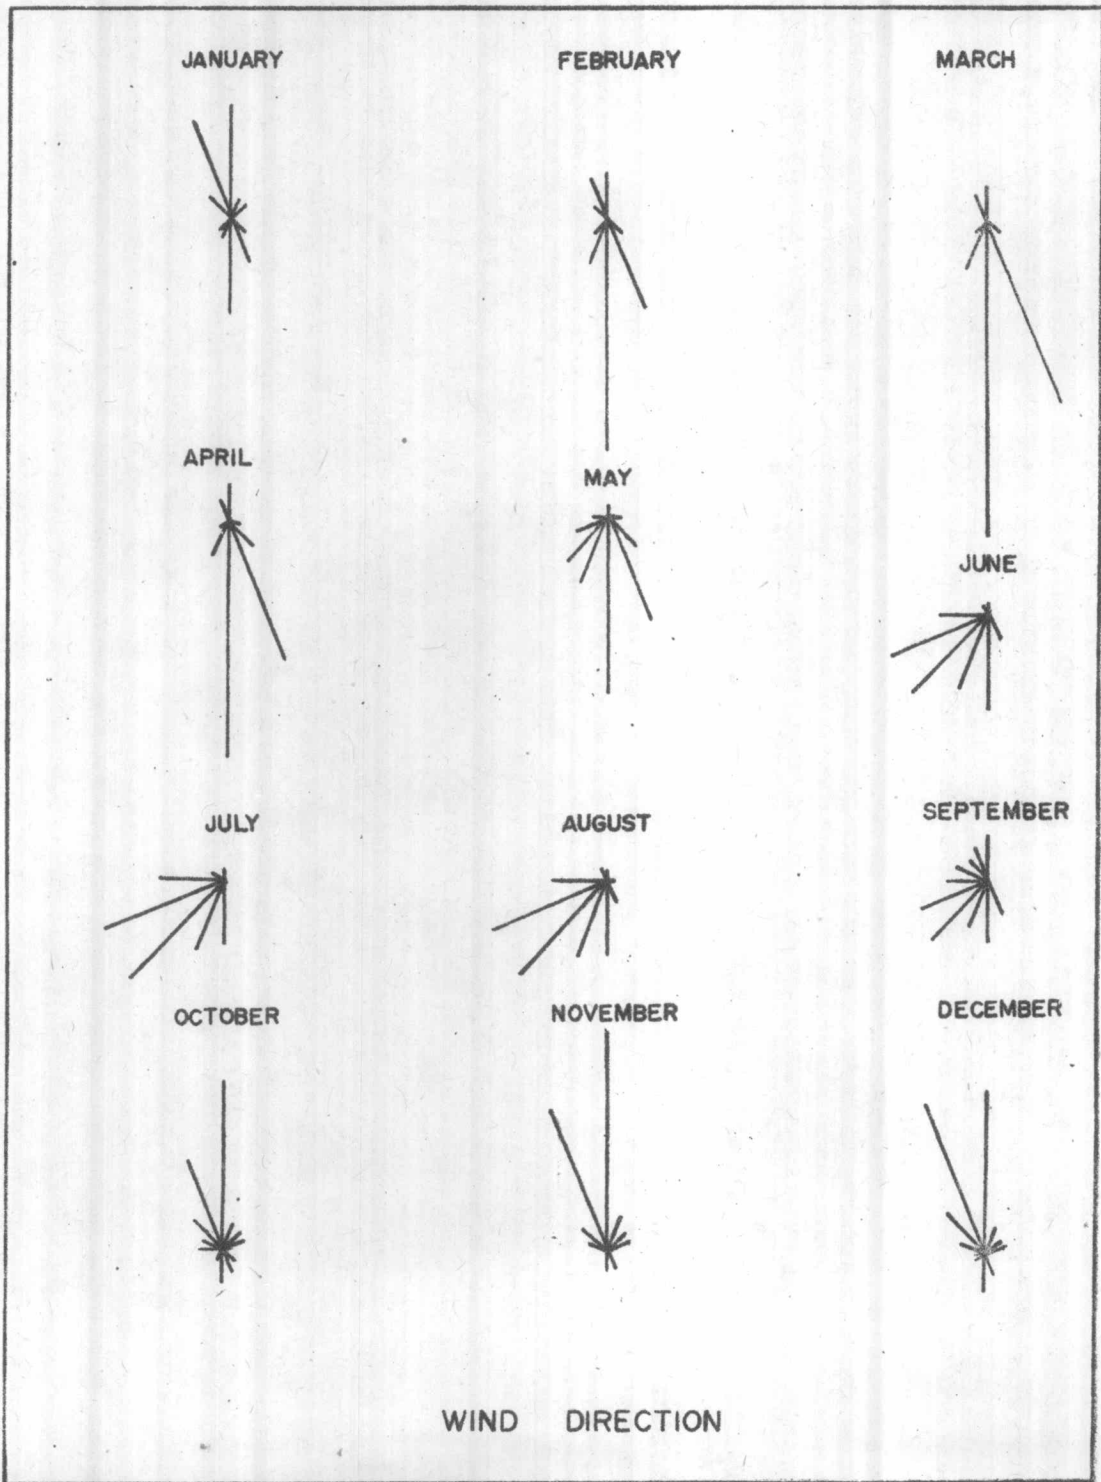 JANUARY
FEBRUARY
MARCH
APRIL
MAY
JUNE
JULY
AUGUST
SEPTEMBER
OCTOBER
NOVEMBER
DECEMBER
WIND DIRECTION